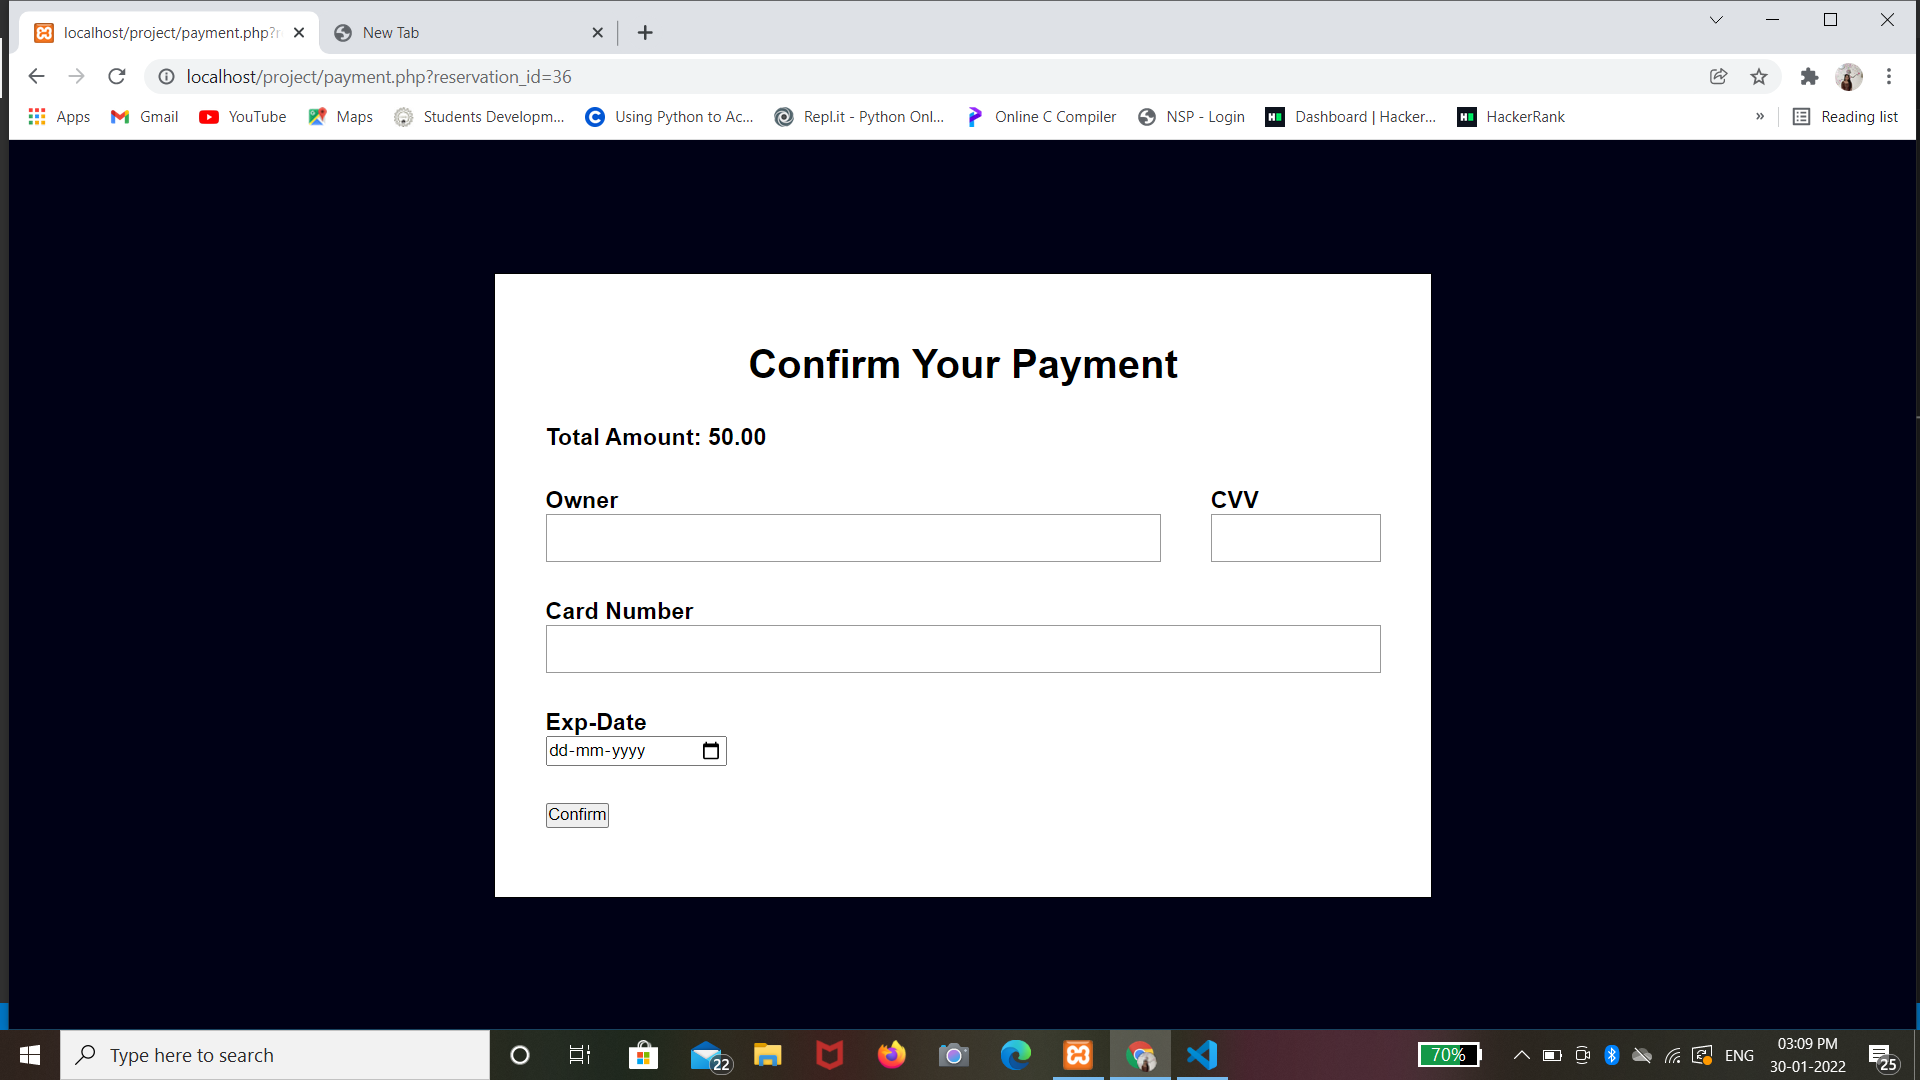 localhost/project/payment.php?r
New Tab
localhost/project/payment.php?reservation_id=36
Apps
Gmail
YouTube
Maps
Students Developm...
Using Python to Ac...
Repl.it - Python Onl...
Online C Compiler
NSP - Login
Dashboard | Hacker...
HackerRank
»
Reading list
Confirm Your Payment
Total Amount: 50.00
Owner
CVV
Card Number
Exp-Date
dd-mm-yyyy
Confirm
Type here to search
22
70%
ENG
03:09 PM
30-01-2022
25